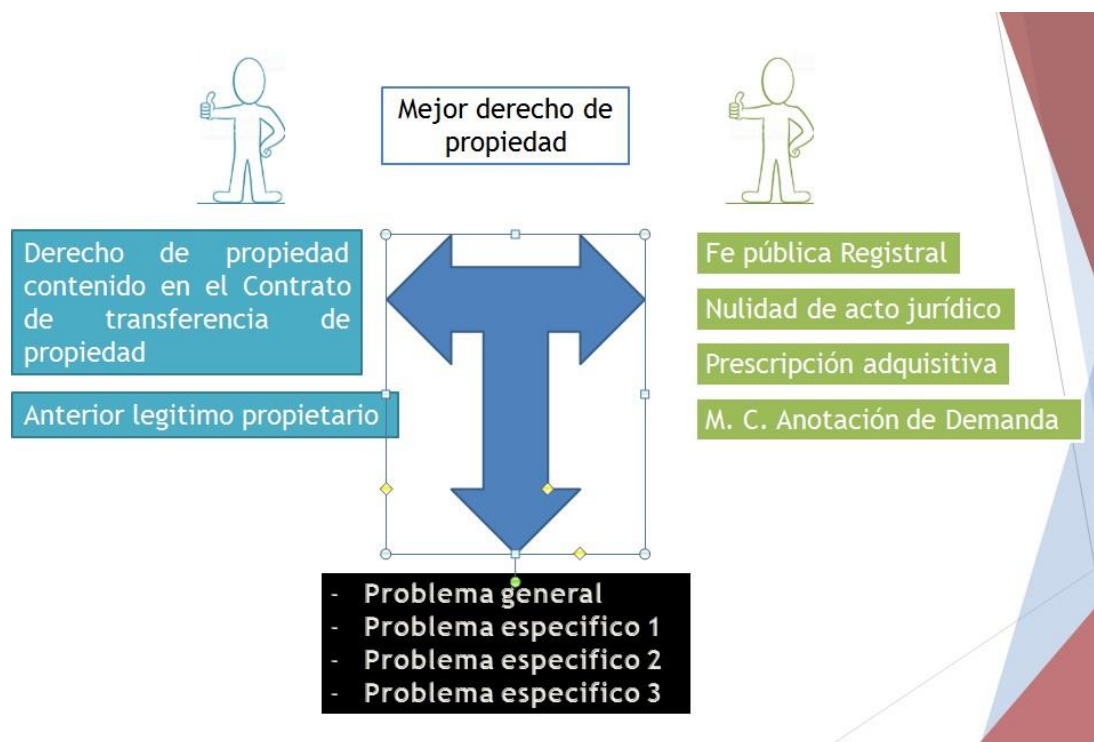 Mejor derecho de
propiedad
Derecho de propiedad
contenido en el Contrato
de transferencia de
propiedad
Anterior legitimo propietario
Fe pública Registral
Nulidad de acto jurídico
Prescripción adquisitiva
M. C. Anotación de Demanda
- Problema general
- Problema especifico 1
- Problema especifico 2
- Problema especifico 3